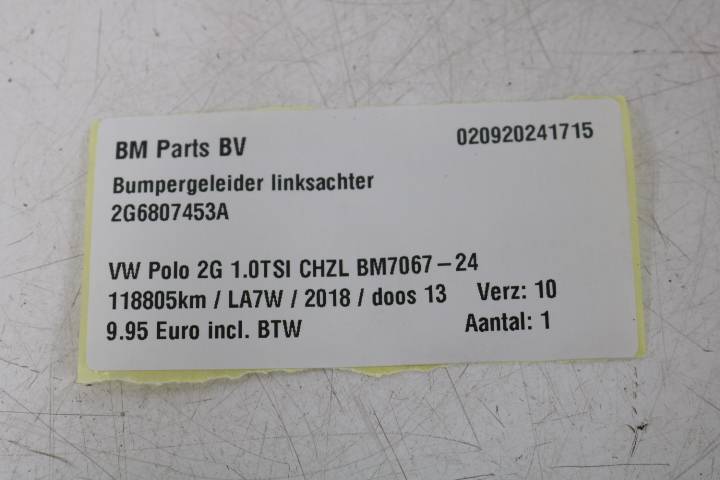 BM Parts BV 020920241715
Bumpergeleider linksachter
2G6807453A
VW Polo 2G 1.0TSI CHZL BM7067-24
118805km / LA7W / 2018 / doos 13 Verz: 10
9.95 Euro incl. BTW Aantal: 1